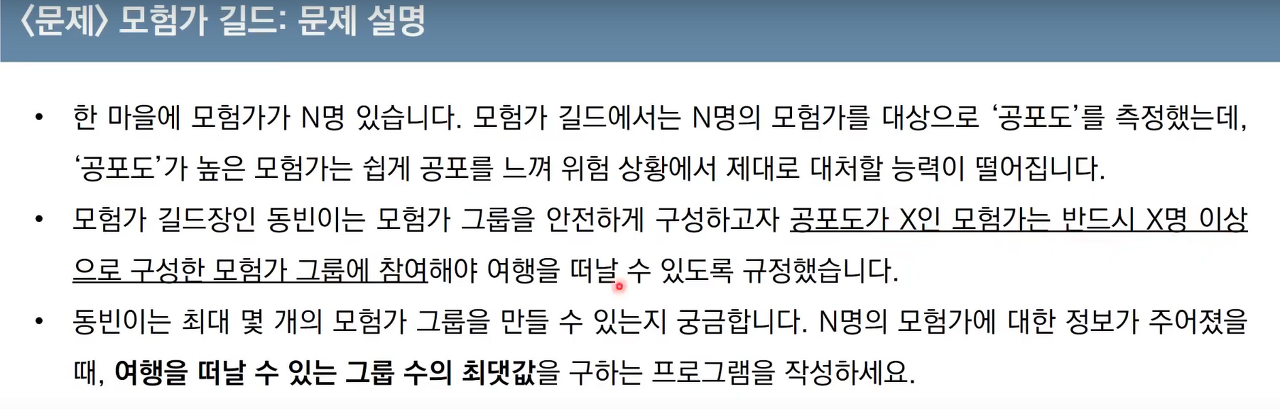 <문제> 모험가 길드: 문제 설명
• 한 마을에 모험가가 N명 있습니다. 모험가 길드에서는 N명의 모험가를 대상으로 ‘공포도’를 측정했는데,
‘공포도’가 높은 모험가는 쉽게 공포를 느껴 위험 상황에서 제대로 대처할 능력이 떨어집니다.
• 모험가 길드장인 동빈이는 모험가 그룹을 안전하게 구성하고자 공포도가 X인 모험가는 반드시 X명 이상
으로 구성한 모험가 그룹에 참여해야 여행을 떠날 수 있도록 규정했습니다.
• 동빈이는 최대 몇 개의 모험가 그룹을 만들 수 있는지 궁금합니다. N명의 모험가에 대한 정보가 주어졌을
때, 여행을 떠날 수 있는 그룹 수의 최댓값을 구하는 프로그램을 작성하세요.